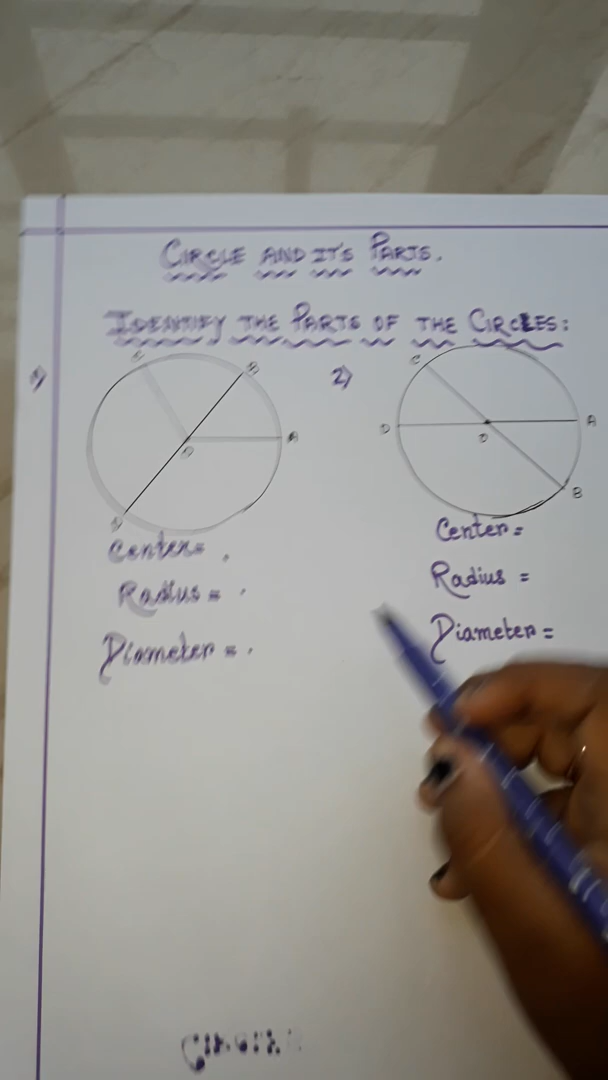 CIRCLE AND IT'S PARTS.
IDENTIFY THE PARTS OF THE CIRCLES:
1)
C
B
O
A
D
Center= .
Radius = .
Diameter = .
2)
C
D
O
A
B
Center =
Radius =
Diameter =